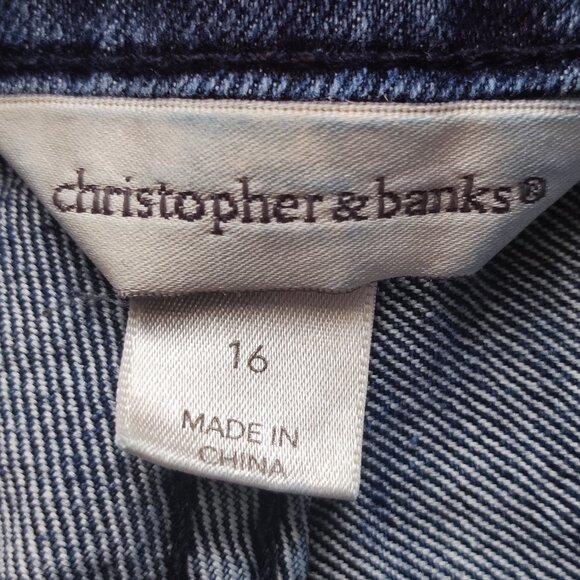 christopher & banks®
16
MADE IN
CHINA